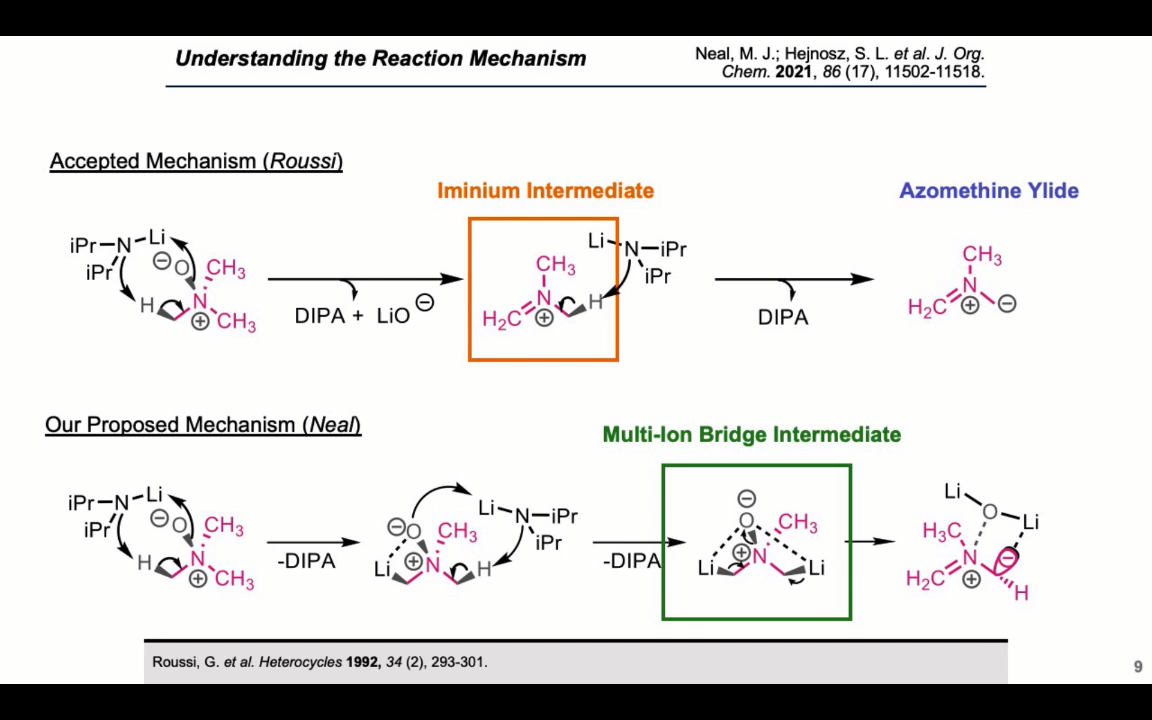 Understanding the Reaction Mechanism
Neal, M. J.; Hejnosz, S. L. et al. J. Org.
Chem. 2021, 86 (17), 11502-11518.
Accepted Mechanism (Roussi)
Iminium Intermediate
Azomethine Ylide
iPr–N–Li
iPr
⊖O
CH3
H
N
⊕
CH3
DIPA + LiO⊖
CH3
H2C
N
⊕
H
Li–N–iPr
iPr
DIPA
CH3
H2C
N
⊕
⊖
Our Proposed Mechanism (Neal)
Multi-Ion Bridge Intermediate
iPr–N–Li
iPr
⊖O
CH3
H
N
⊕
CH3
-DIPA
⊖O
CH3
Li
⊕
N
H
Li–N–iPr
iPr
-DIPA
⊖
O
CH3
⊕N
Li
Li
Li
O
Li
H3C
N
⊖
H2C
⊕
H
Roussi, G. et al. Heterocycles 1992, 34 (2), 293-301.
9